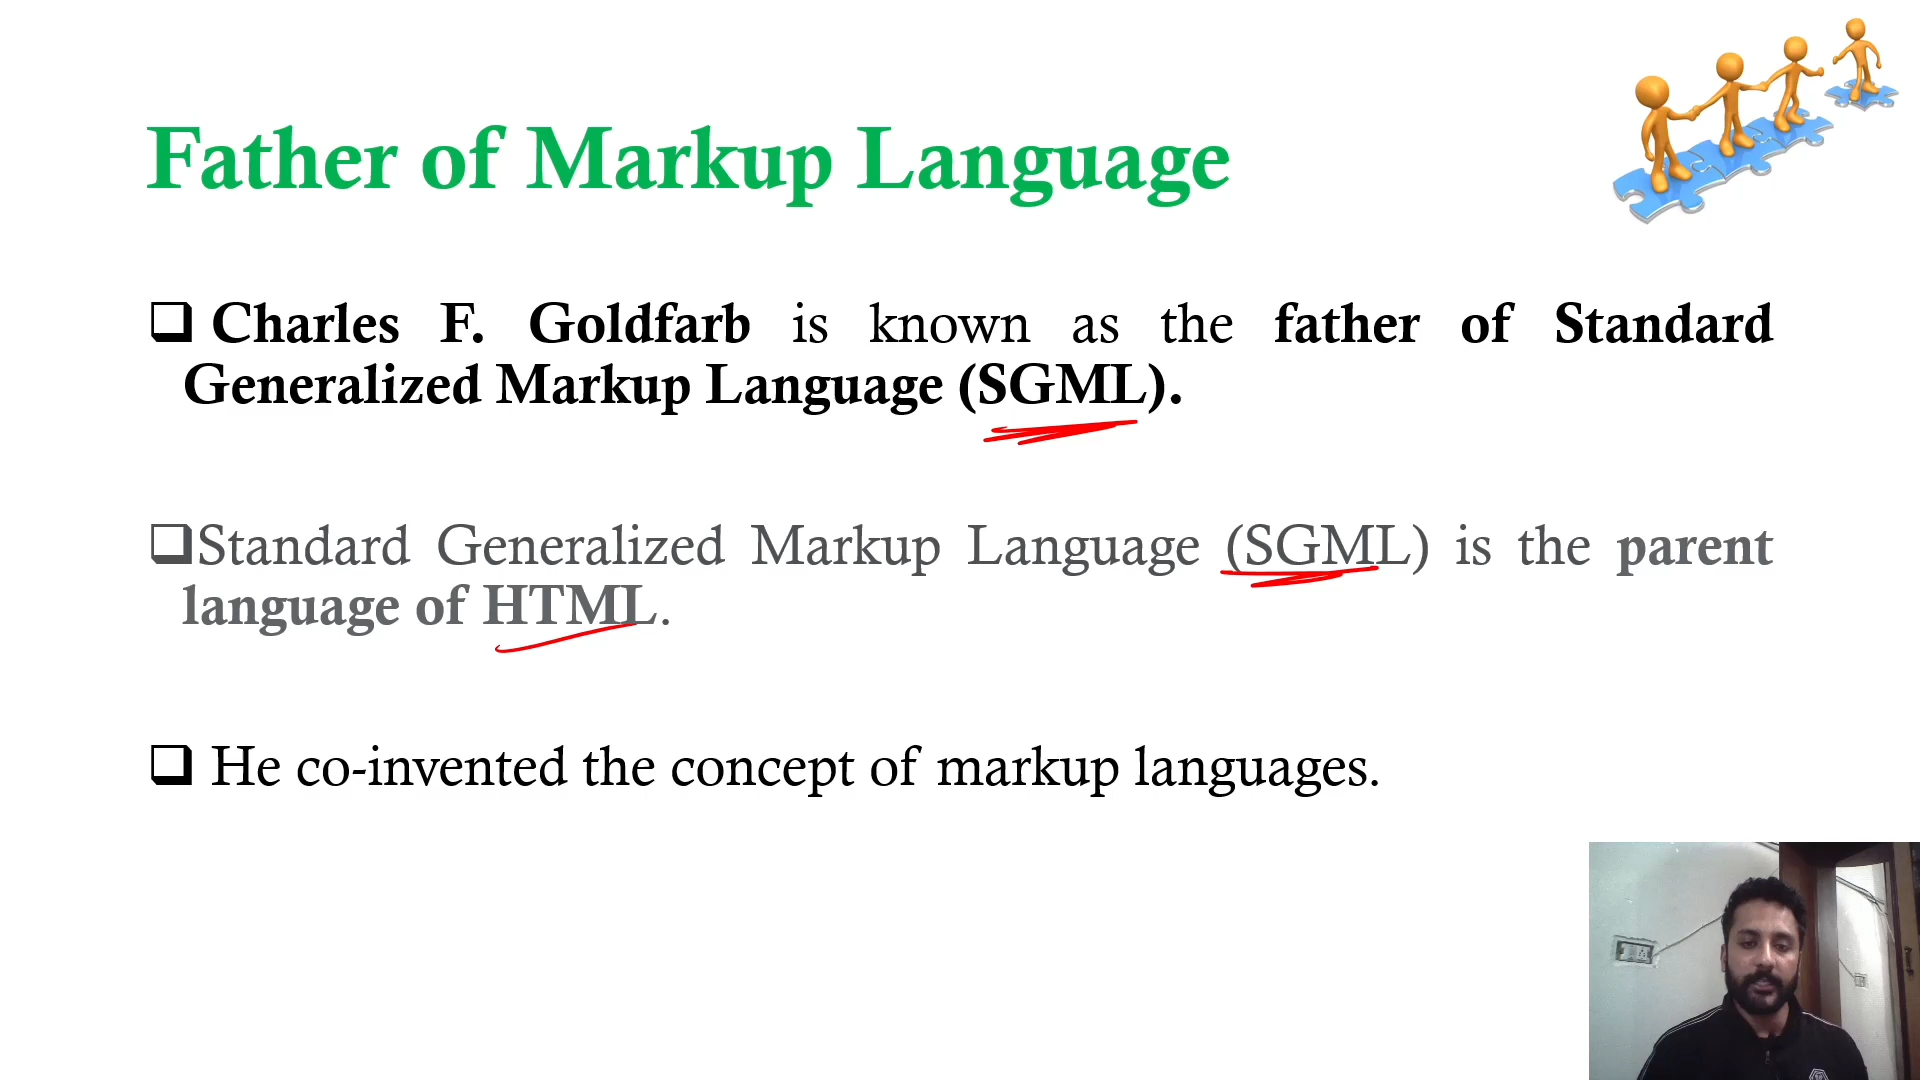 Father of Markup Language
❑ Charles F. Goldfarb is known as the father of Standard
Generalized Markup Language (SGML).
❑Standard Generalized Markup Language (SGML) is the parent
language of HTML.
❑ He co-invented the concept of markup languages.